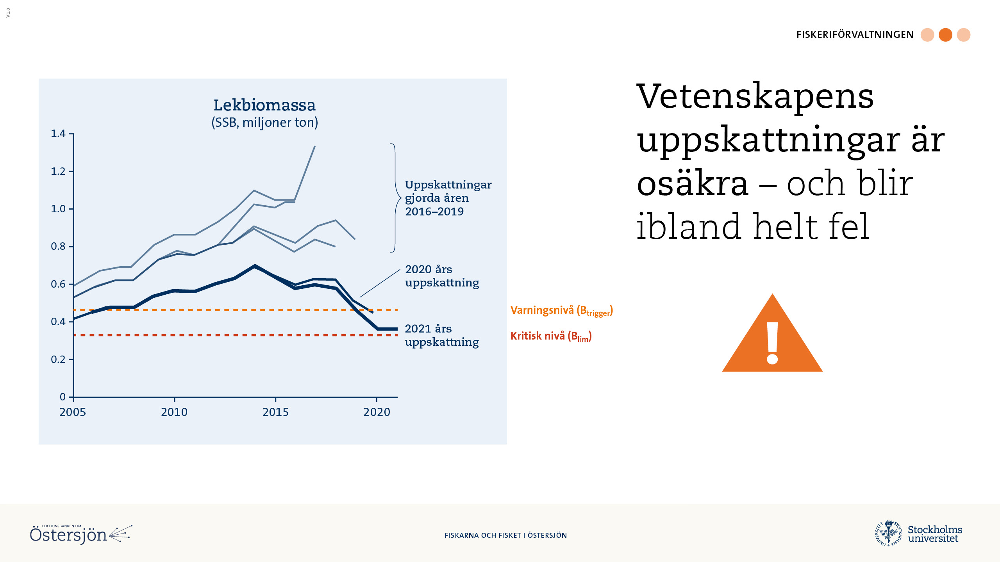 V1.0
FISKERIFÖRVALTNINGEN
Vetenskapens
uppskattningar är
osäkra – och blir
ibland helt fel
Lekbiomassa
(SSB, miljoner ton)
1.4
1.2
1.0
0.8
0.6
0.4
0.2
0
2005
2010
2015
2020
Uppskattningar
gjorda åren
2016–2019
2020 års
uppskattning
2021 års
uppskattning
Varningsnivå (Btrigger)
Kritisk nivå (Blim)
LEKTIONSBANKEN OM
Östersjön
FISKARNA OCH FISKET I ÖSTERSJÖN
STOCKHOLMS UNIVERSITET
Stockholms
universitet